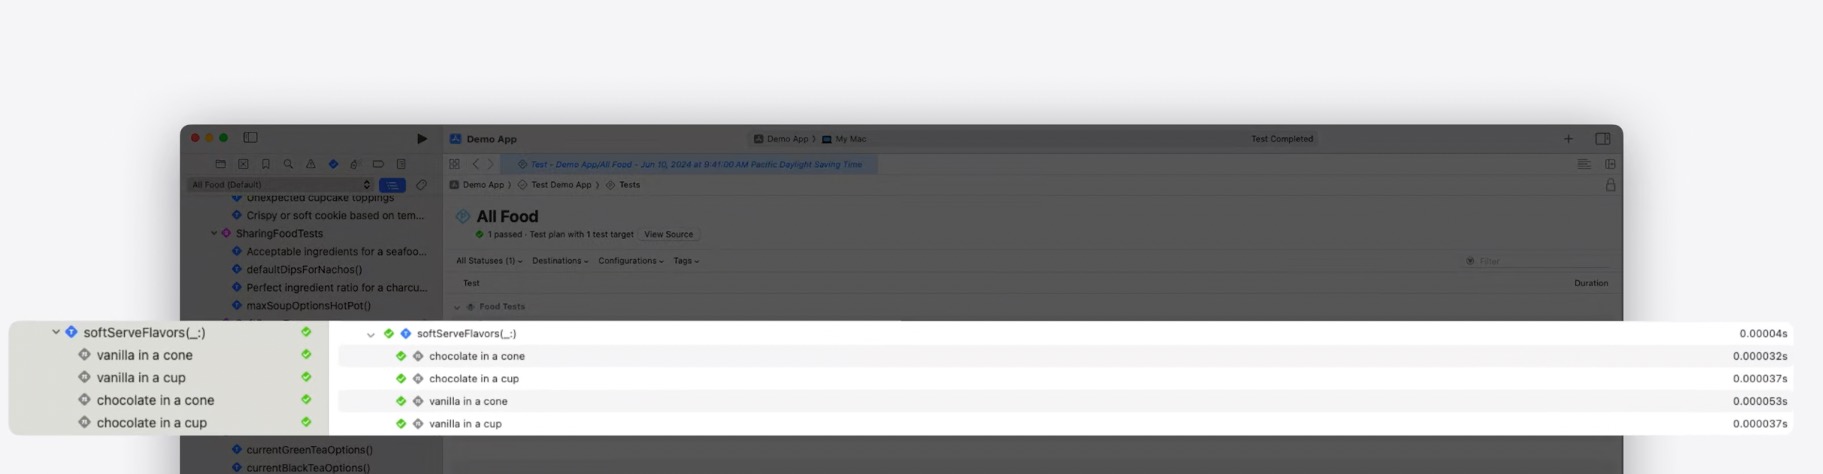 Demo App
Demo App
My Mac
Test Completed
Test - Demo App/All Food - Jun 10, 2024 at 9:41:00 AM Pacific Daylight Saving Time
All Food (Default)
Demo App
Test Demo App
Tests
Unexpected cupcake toppings
Crispy or soft cookie based on tem...
SharingFoodTests
Acceptable ingredients for a seafoo...
defaultDipsForNachos()
Perfect ingredient ratio for a charcu...
maxSoupOptionsHotPot()
All Food
1 passed - Test plan with 1 test target
View Source
All Statuses (1)
Destinations
Configurations
Tags
Filter
Test
Duration
Food Tests
softServeFlavors(_:)
vanilla in a cone
vanilla in a cup
chocolate in a cone
chocolate in a cup
softServeFlavors(_:) 0.00004s
chocolate in a cone 0.000032s
chocolate in a cup 0.000037s
vanilla in a cone 0.000053s
vanilla in a cup 0.000037s
currentGreenTeaOptions()
currentBlackTeaOptions()